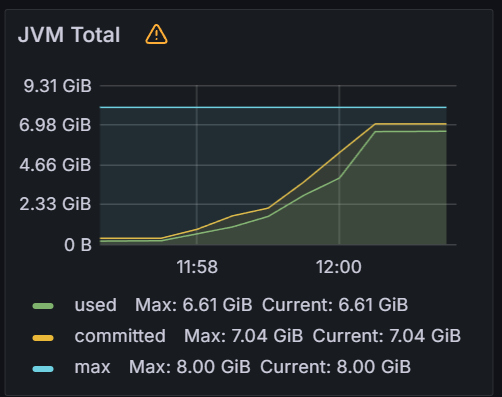 JVM Total
9.31 GiB
6.98 GiB
4.66 GiB
2.33 GiB
0 B
11:58 12:00
used Max: 6.61 GiB Current: 6.61 GiB
committed Max: 7.04 GiB Current: 7.04 GiB
max Max: 8.00 GiB Current: 8.00 GiB